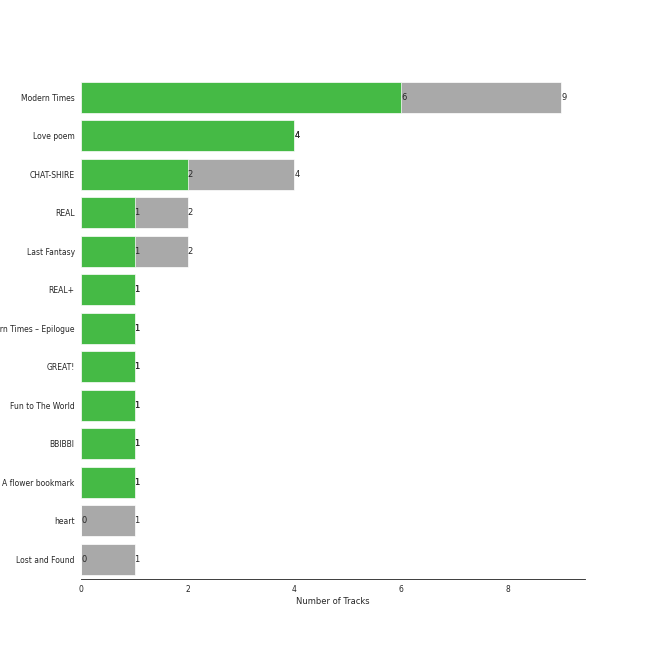 Modern Times 6 9
Love poem 4
CHAT-SHIRE 2 4
REAL 1 2
Last Fantasy 1 2
REAL+ 1
rn Times – Epilogue 1
GREAT! 1
Fun to The World 1
BBIBBI 1
A flower bookmark 1
heart 0 1
Lost and Found 0 1
0 2 4 6 8
Number of Tracks